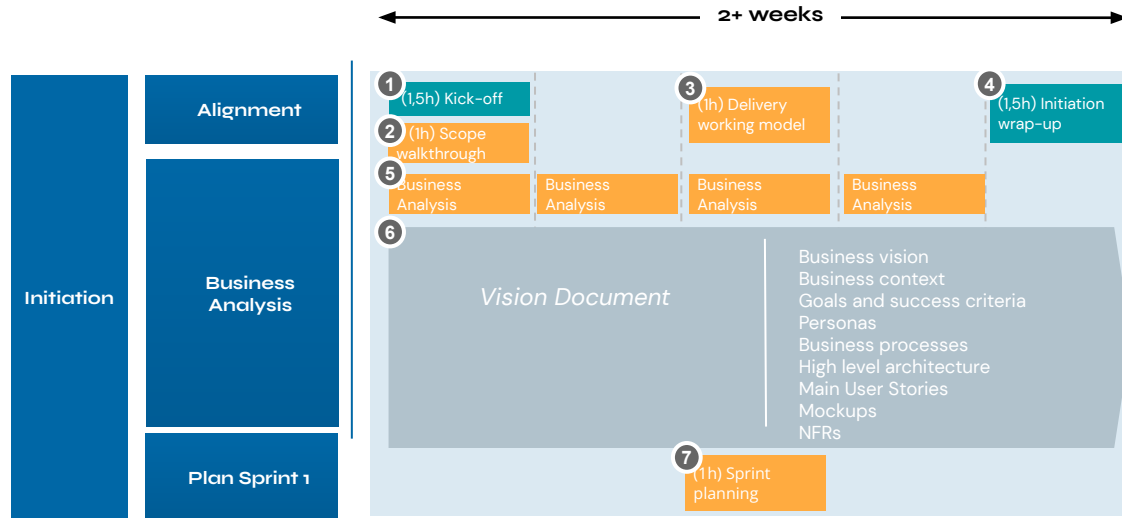 2+ weeks
Initiation
Alignment
1
(1,5h) Kick-off
2
(1h) Scope
walkthrough
3
(1h) Delivery
working model
4
(1,5h) Initiation
wrap-up
Business
Analysis
5
Business
Analysis
Business
Analysis
Business
Analysis
Business
Analysis
6
Vision Document
Business vision
Business context
Goals and success criteria
Personas
Business processes
High level architecture
Main User Stories
Mockups
NFRs
Plan Sprint 1
7
(1h) Sprint
planning